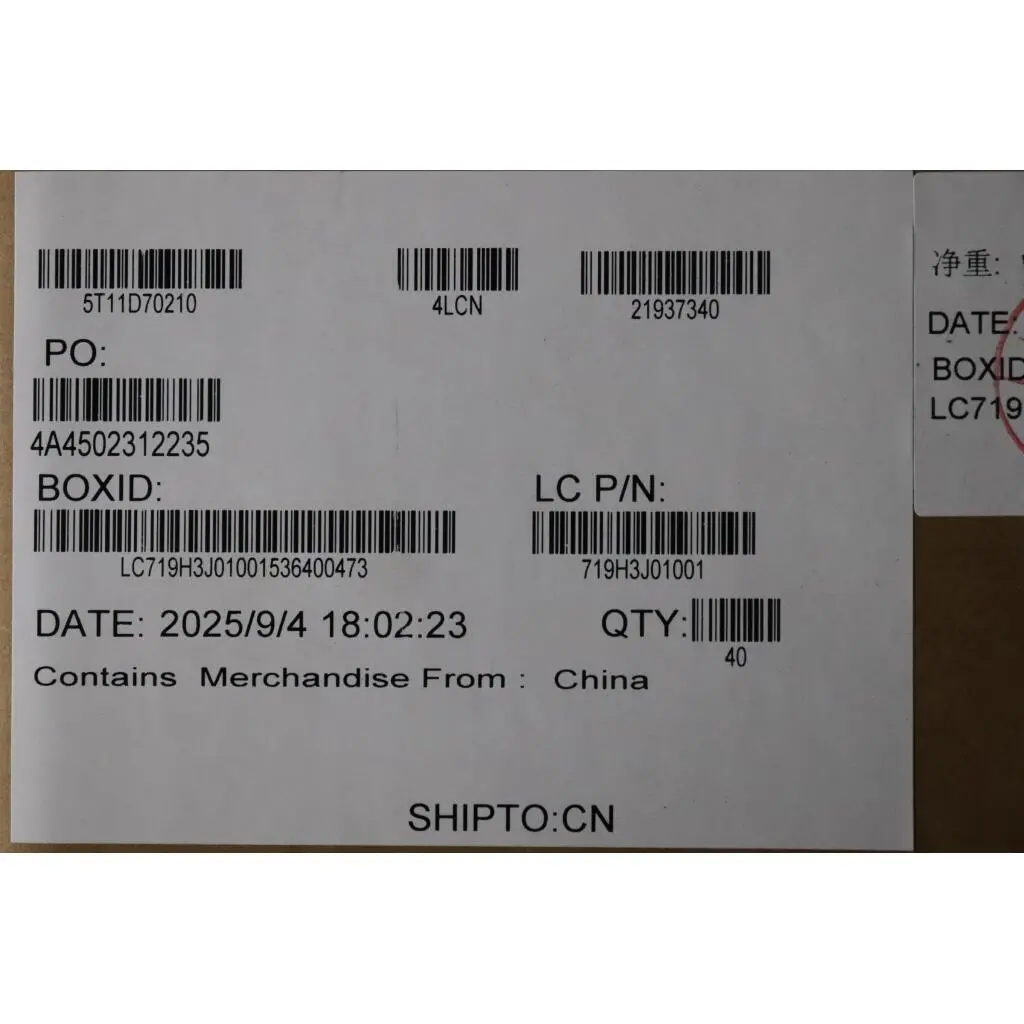 5T11D70210 4LCN 21937340
PO:
4A4502312235
BOXID: LC P/N:
LC719H3J01001536400473 719H3J01001
DATE: 2025/9/4 18:02:23 QTY:
40
Contains Merchandise From : China
SHIPTO:CN
净重:
DATE:
BOXID
LC719